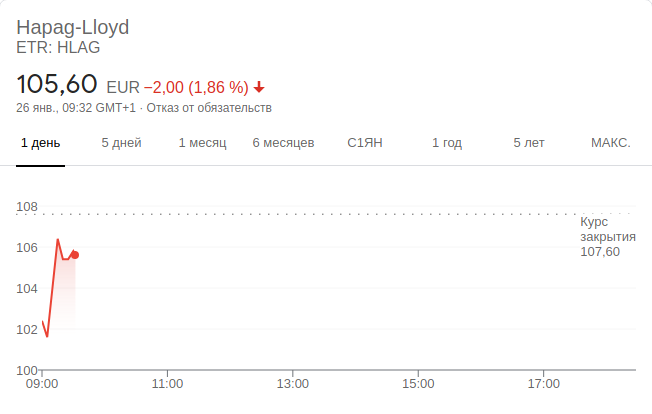 Hapag-Lloyd
ETR: HLAG
105,60 EUR −2,00 (1,86 %)
26 янв., 09:32 GMT+1 · Отказ от обязательств
1 день 5 дней 1 месяц 6 месяцев С1ЯН 1 год 5 лет МАКС.
108
Курс
закрытия
107,60
106
104
102
100
09:00 11:00 13:00 15:00 17:00